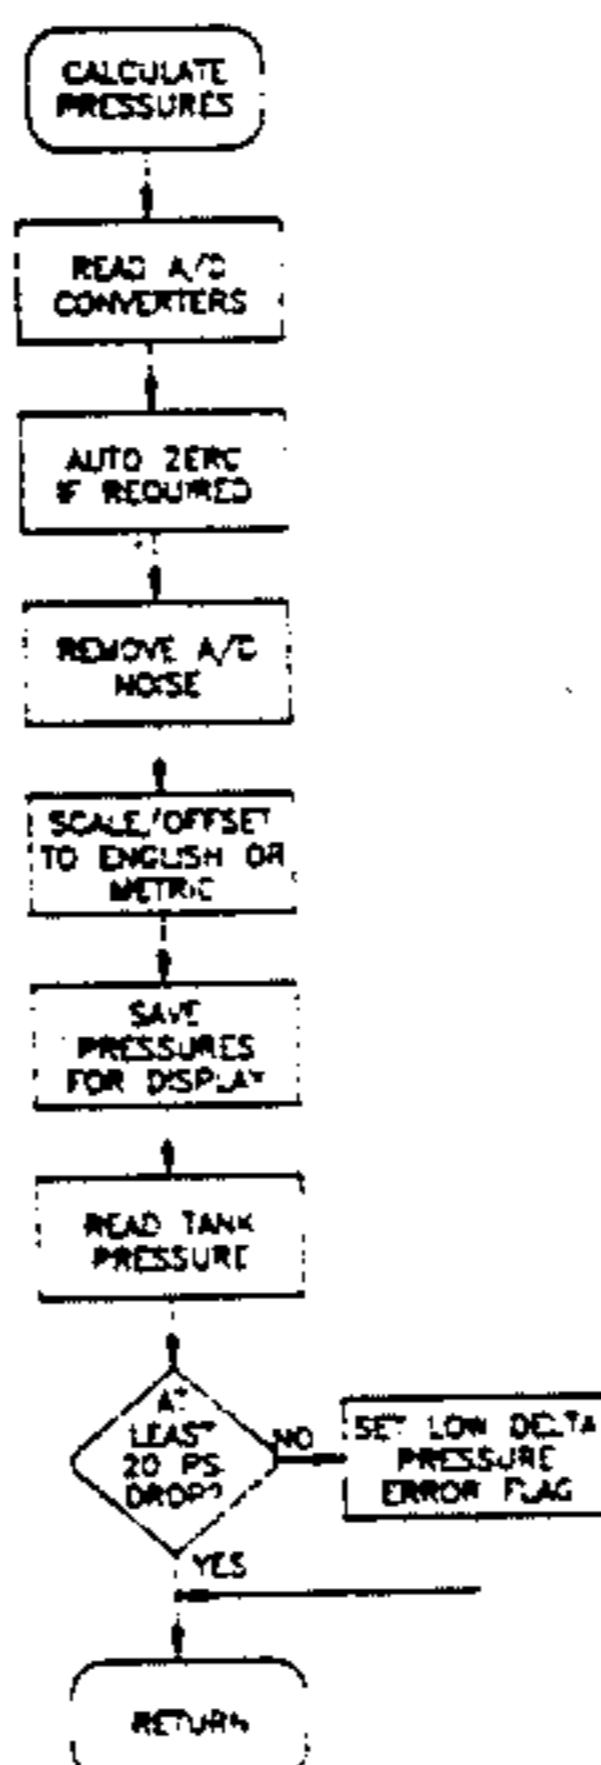 CALCULATE
PRESSURES
READ A/D
CONVERTERS
AUTO ZERO
IF REQUIRED
REMOVE A/D
NOISE
SCALE/OFFSET
TO ENGLISH OR
METRIC
SAVE
PRESSURES
FOR DISPLAY
READ TANK
PRESSURE
AT
LEAST
20 PSI
DROP?
NO
SET LOW DELTA
PRESSURE
ERROR FLAG
YES
RETURN